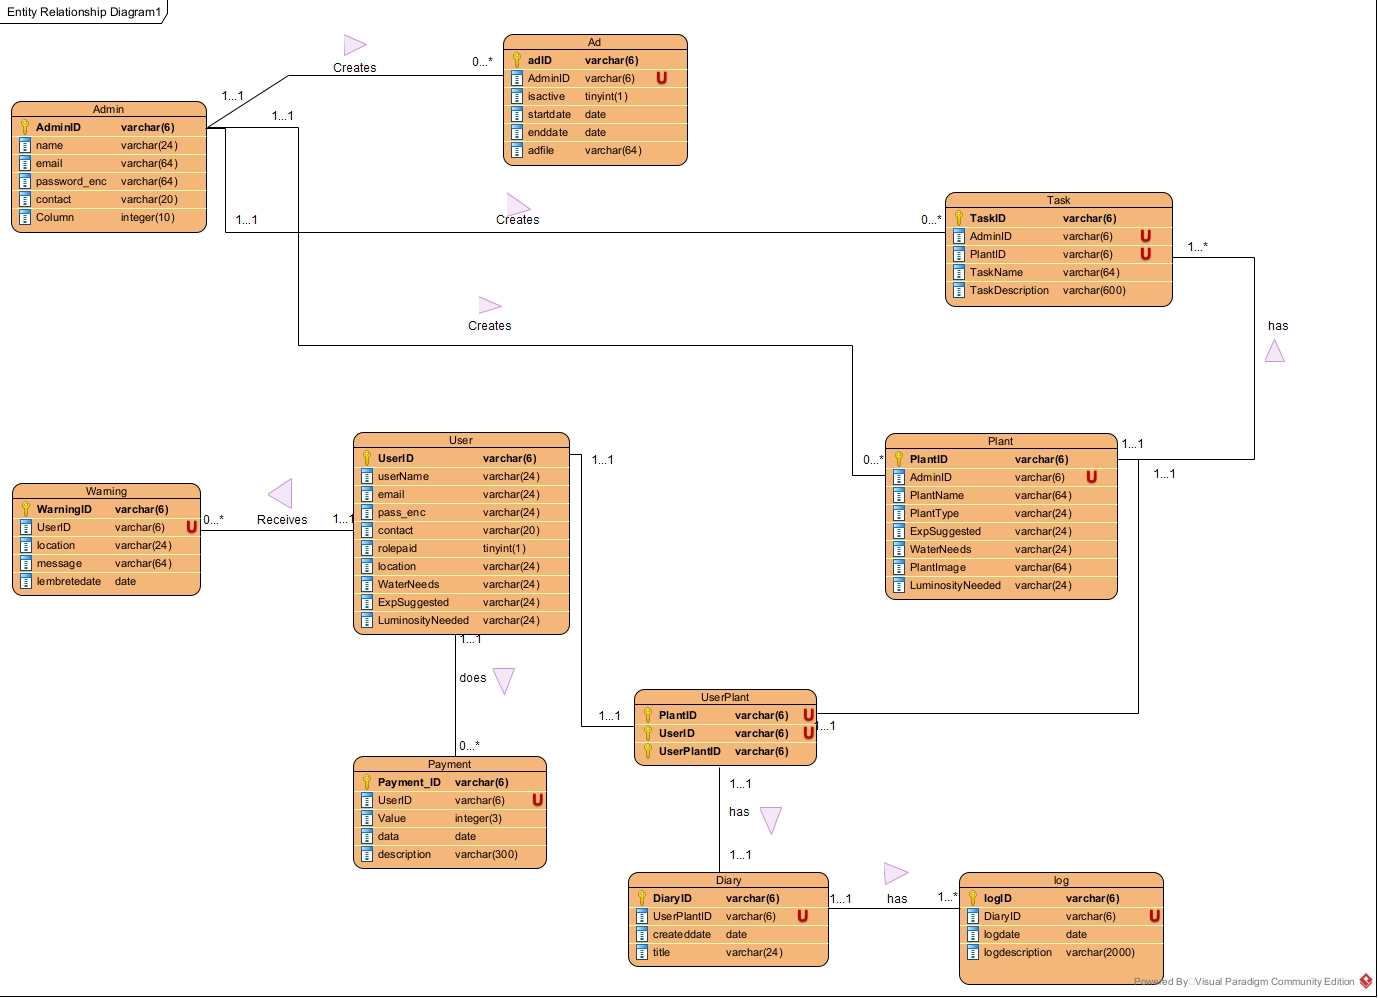 Entity Relationship Diagram1
Ad
adID varchar(6)
AdminID varchar(6) U
isactive tinyint(1)
startdate date
enddate date
adfile varchar(64)
Creates
0...*
1...1
1...1
Admin
AdminID varchar(6)
name varchar(24)
email varchar(64)
password_enc varchar(64)
contact varchar(20)
Column integer(10)
1...1
Creates
0...*
Task
TaskID varchar(6)
AdminID varchar(6) U
PlantID varchar(6) U
TaskName varchar(64)
TaskDescription varchar(600)
1...*
has
Creates
0...*
1...1
1...1
Plant
PlantID varchar(6)
AdminID varchar(6) U
PlantName varchar(64)
PlantType varchar(24)
ExpSuggested varchar(24)
WaterNeeds varchar(24)
PlantImage varchar(64)
LuminosityNeeded varchar(24)
User
UserID varchar(6)
userName varchar(24)
email varchar(24)
pass_enc varchar(24)
contact varchar(20)
rolepaid tinyint(1)
location varchar(24)
WaterNeeds varchar(24)
ExpSuggested varchar(24)
LuminosityNeeded varchar(24)
1...1
Warning
WarningID varchar(6)
UserID varchar(6) U
location varchar(24)
message varchar(64)
lembretedate date
0...*
Receives
1...1
1...1
does
0...*
1...1
UserPlant
PlantID varchar(6) U
UserID varchar(6) U
UserPlantID varchar(6)
1...1
Payment
Payment_ID varchar(6)
UserID varchar(6) U
Value integer(3)
data date
description varchar(300)
1...1
has
1...1
Diary
DiaryID varchar(6)
UserPlantID varchar(6) U
createddate date
title varchar(24)
1...1
has
1...*
log
logID varchar(6)
DiaryID varchar(6) U
logdate date
logdescription varchar(2000)
Powered By Visual Paradigm Community Edition